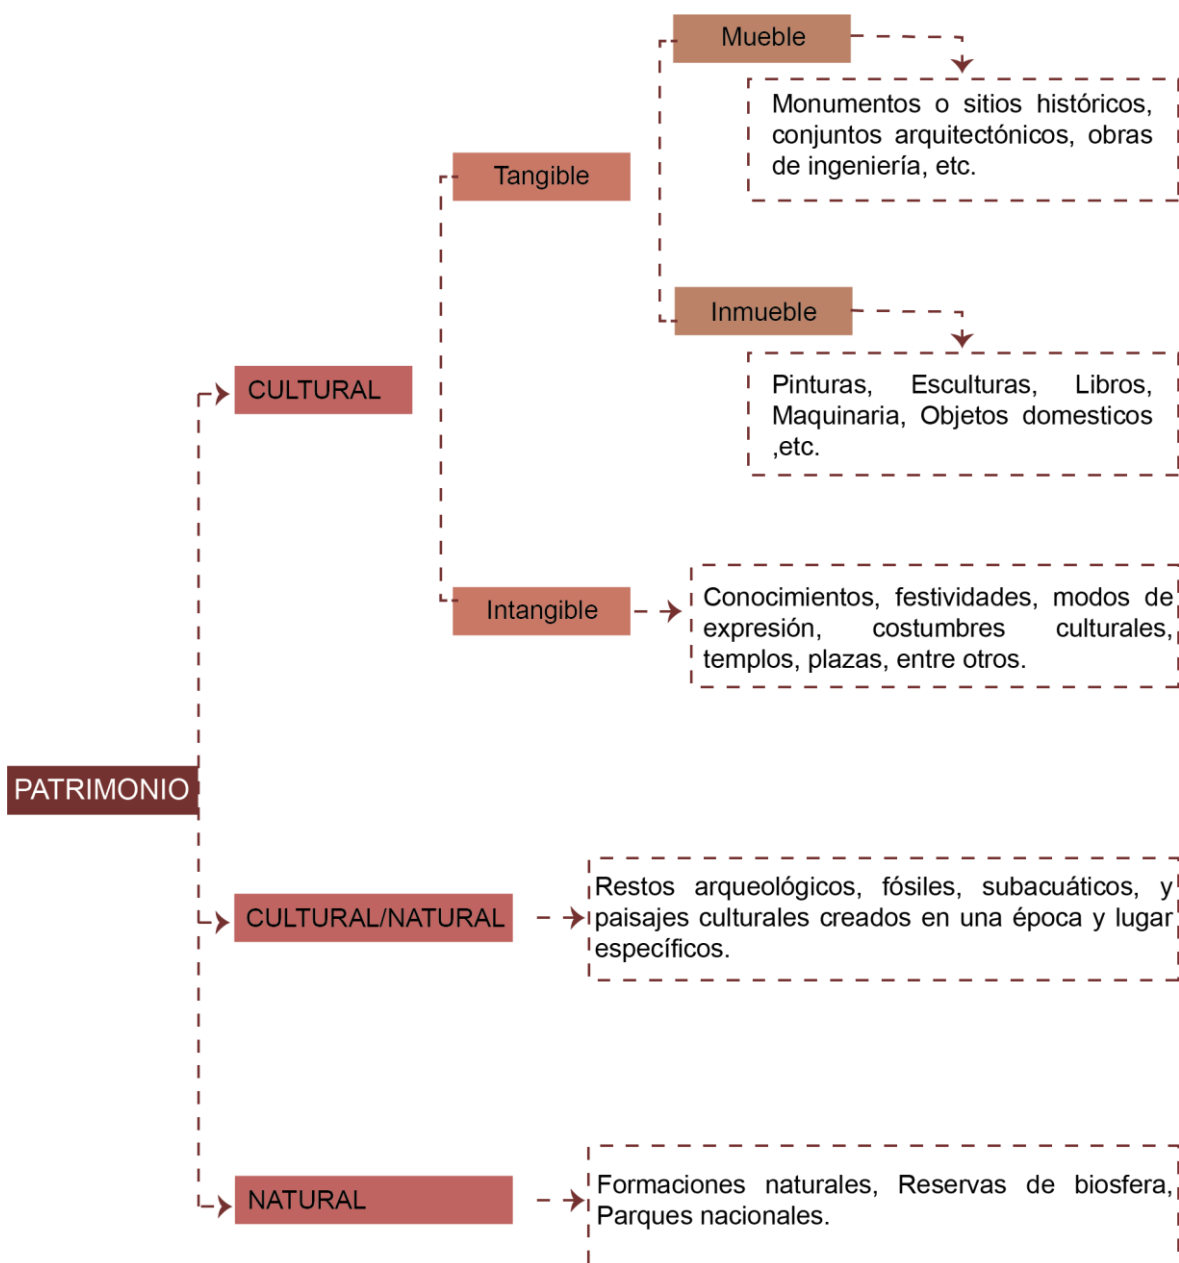 Mueble
Monumentos o sitios históricos,
conjuntos arquitectónicos, obras
de ingeniería, etc.
Tangible
Inmueble
Pinturas, Esculturas, Libros,
Maquinaria, Objetos domesticos
,etc.
CULTURAL
Intangible
Conocimientos, festividades, modos de
expresión, costumbres culturales,
templos, plazas, entre otros.
PATRIMONIO
CULTURAL/NATURAL
Restos arqueológicos, fósiles, subacuáticos, y
paisajes culturales creados en una época y lugar
específicos.
NATURAL
Formaciones naturales, Reservas de biosfera,
Parques nacionales.